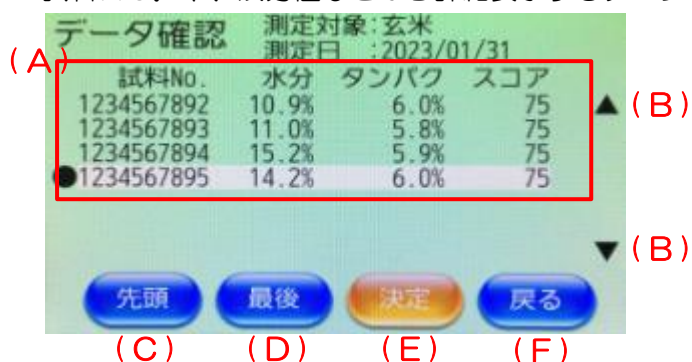 データ確認
測定対象:玄米
測定日 :2023/01/31
(A)
試料No. 水分 タンパク スコア
1234567892 10.9% 6.0% 75
1234567893 11.0% 5.8% 75
1234567894 15.2% 5.9% 75
●1234567895 14.2% 6.0% 75
▲ (B)
▼ (B)
先頭 最後 決定 戻る
(C) (D) (E) (F)